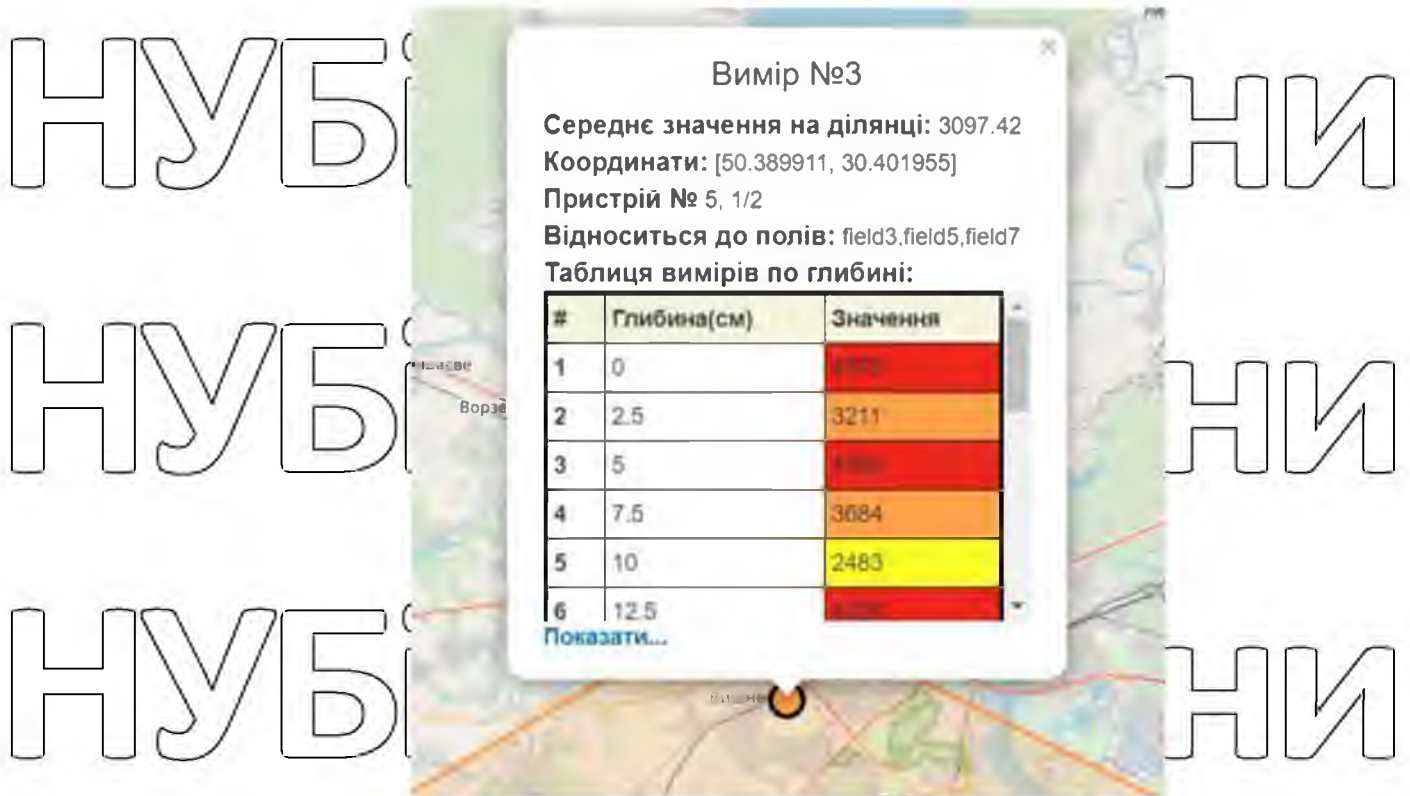 НУБ
НИ
Вимір №3
×
Середнє значення на ділянці: 3097.42
Координати: [50.389911, 30.401955]
Пристрій № 5, 1/2
Відноситься до полів: field3,field5,field7
Таблиця вимірів по глибині:
# Глибина(см) Значення
1 0
2 2.5 3211
НУБ
НИ
3 5
4 7.5 3684
5 10 2483
6 12.5
Показати...
НУБ
НИ